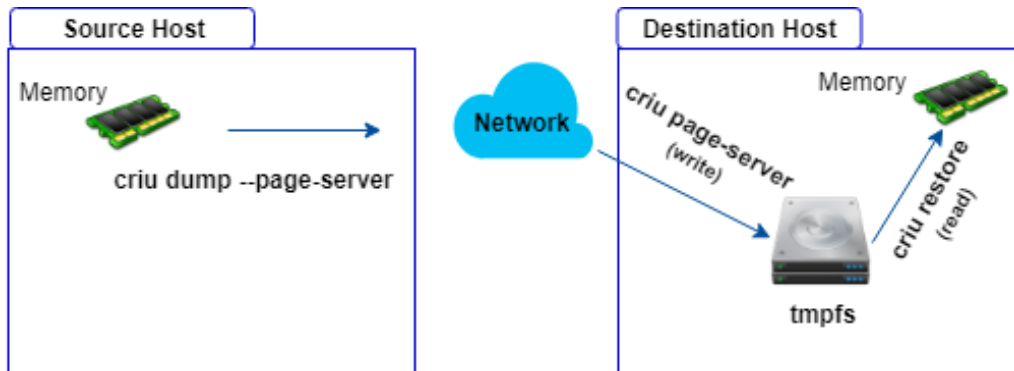 Source Host
Memory
criu dump --page-server
Network
Destination Host
criu page-server
(write)
Memory
criu restore
(read)
tmpfs